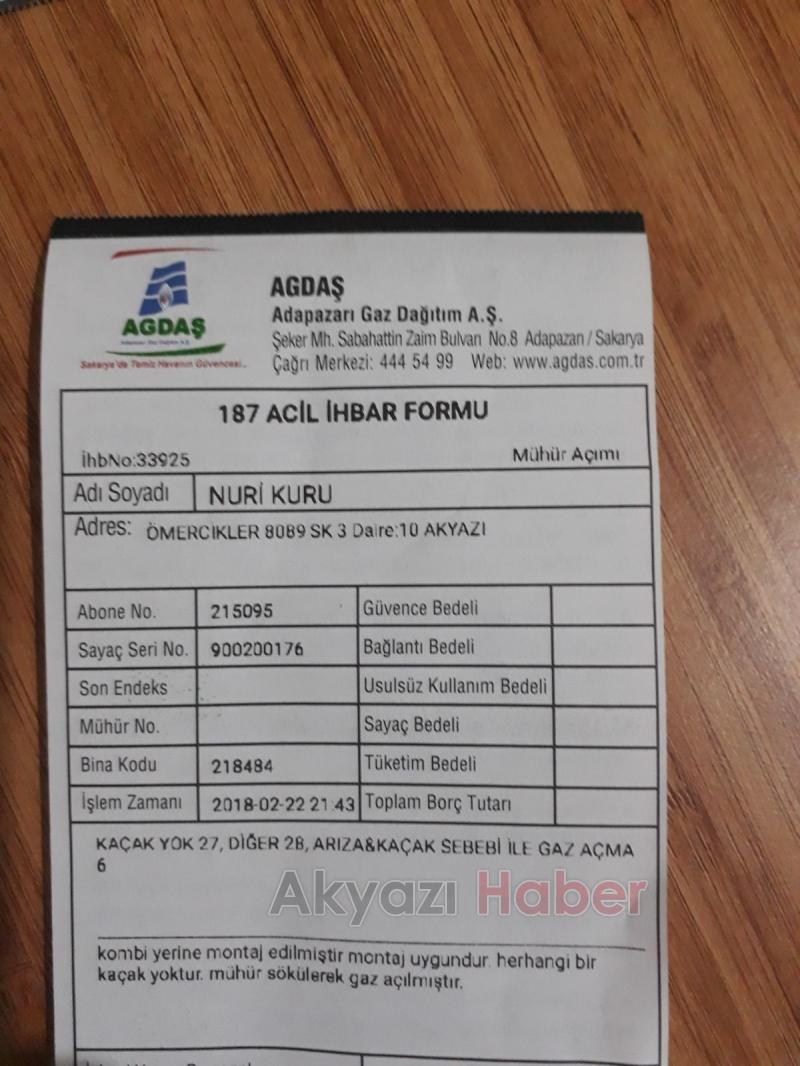 AGDAŞ
Sakarya'da Temiz Havanın Güvencesi..
AGDAŞ
Adapazarı Gaz Dağıtım A.Ş.
Şeker Mh. Sabahattin Zaim Bulvarı No.8 Adapazarı / Sakarya
Çağrı Merkezi: 444 54 99 Web: www.agdas.com.tr
187 ACİL İHBAR FORMU
İhbNo:33925 Mühür Açımı
Adı Soyadı NURİ KURU
Adres: ÖMERCIKLER 8089 SK 3 Daire:10 AKYAZI
Abone No. 215095 Güvence Bedeli
Sayaç Seri No. 900200176 Bağlantı Bedeli
Son Endeks Usulsüz Kullanım Bedeli
Mühür No. Sayaç Bedeli
Bina Kodu 218484 Tüketim Bedeli
İşlem Zamanı 2018-02-22 21:43 Toplam Borç Tutarı
KAÇAK YOK 27, DİĞER 28, ARIZA&KAÇAK SEBEBİ İLE GAZ AÇMA
6
Akyazı Haber
kombi yerine montaj edilmiştir montaj uygundur. herhangi bir
kaçak yoktur. mühür sökülerek gaz açılmıştır.